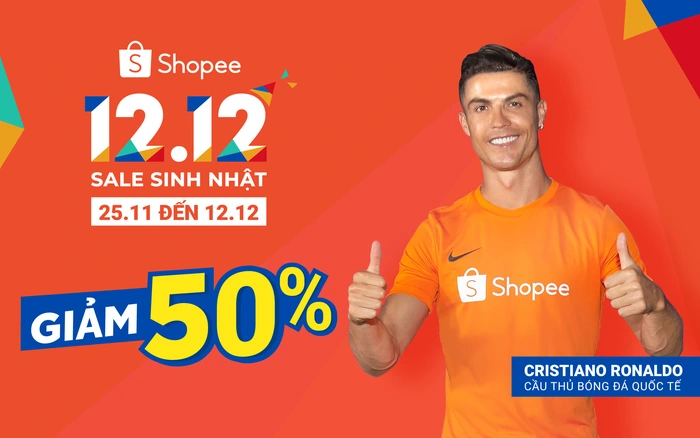 Shopee
12.12
SALE SINH NHẬT
25.11 ĐẾN 12.12
GIẢM 50%
Shopee
CRISTIANO RONALDO
CẦU THỦ BÓNG ĐÁ QUỐC TẾ